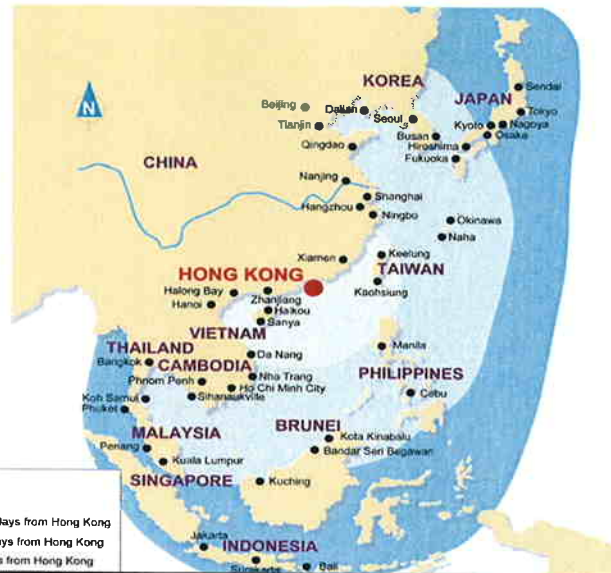 KOREA
Sendai
JAPAN
Beijing
Dalian
Tokyo
Tianjin
Seoul
Kyoto
Nagoya
Busan
Osaka
Qingdao
Hiroshima
Fukuoka
N
CHINA
Nanjing
Shanghai
Hangzhou
Ningbo
Okinawa
Naha
Xiamen
Keelung
TAIWAN
HONG KONG
Kaohsiung
Halong Bay
Zhanjiang
Hanoi
Haikou
Sanya
VIETNAM
THAILAND
Da Nang
Manila
Bangkok
CAMBODIA
Nha Trang
PHILIPPINES
Phnom Penh
Ho Chi Minh City
Cebu
Koh Samui
Sihanaukville
Phuket
BRUNEI
MALAYSIA
Kota Kinabalu
Penang
Bandar Seri Begawan
Kuala Lumpur
SINGAPORE
Kuching
Days from Hong Kong
from Hong Kong
from Hong Kong
Jakarta
INDONESIA
Bali